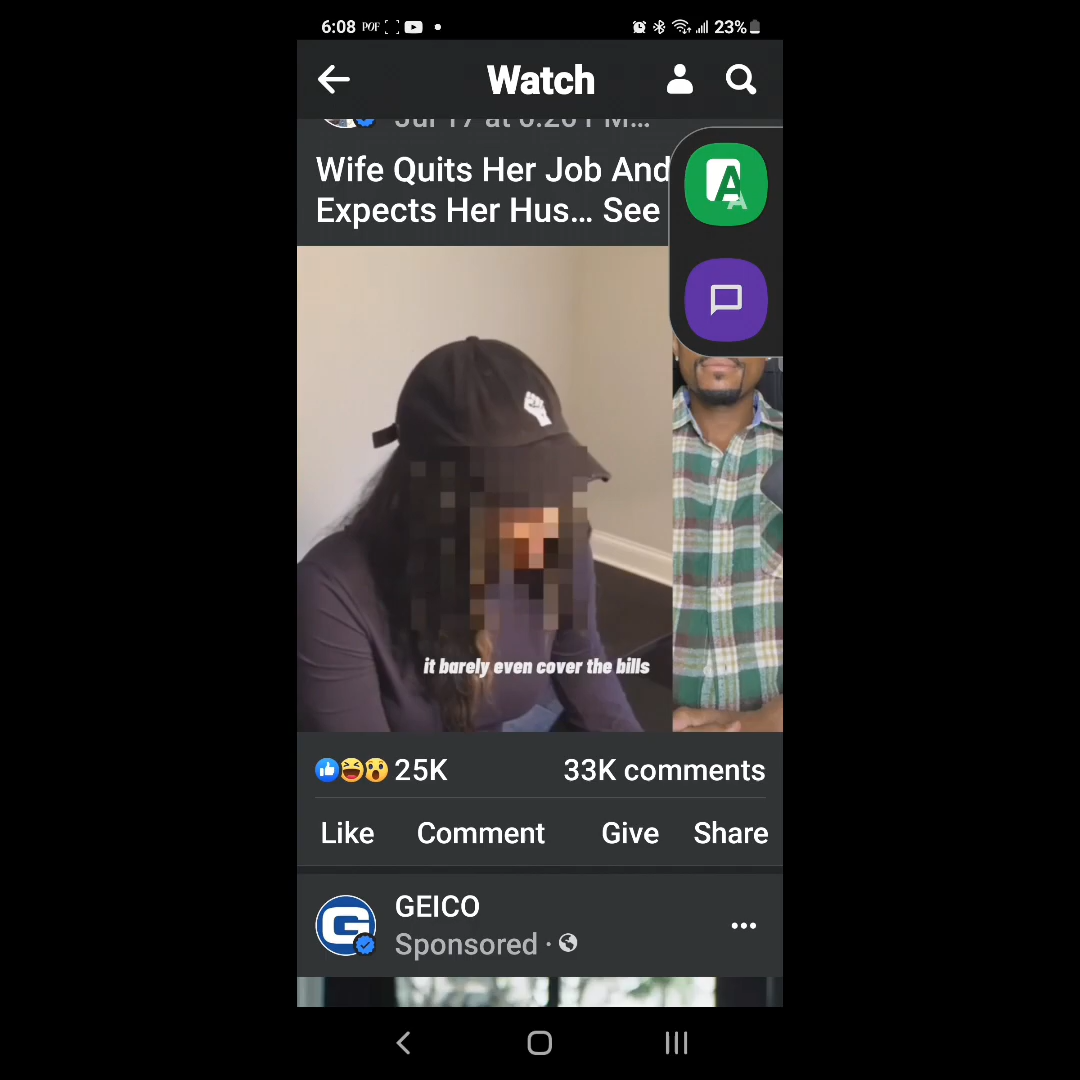 6:08 POF 23%
Watch
Wife Quits Her Job And
Expects Her Hus... See
A
A
it barely even cover the bills
25K 33K comments
Like Comment Give Share
G
GEICO
Sponsored ·